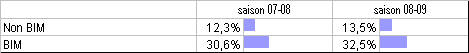 saison 07-08 saison 08-09
Non BIM 12,3% 13,5%
BIM 30,6% 32,5%